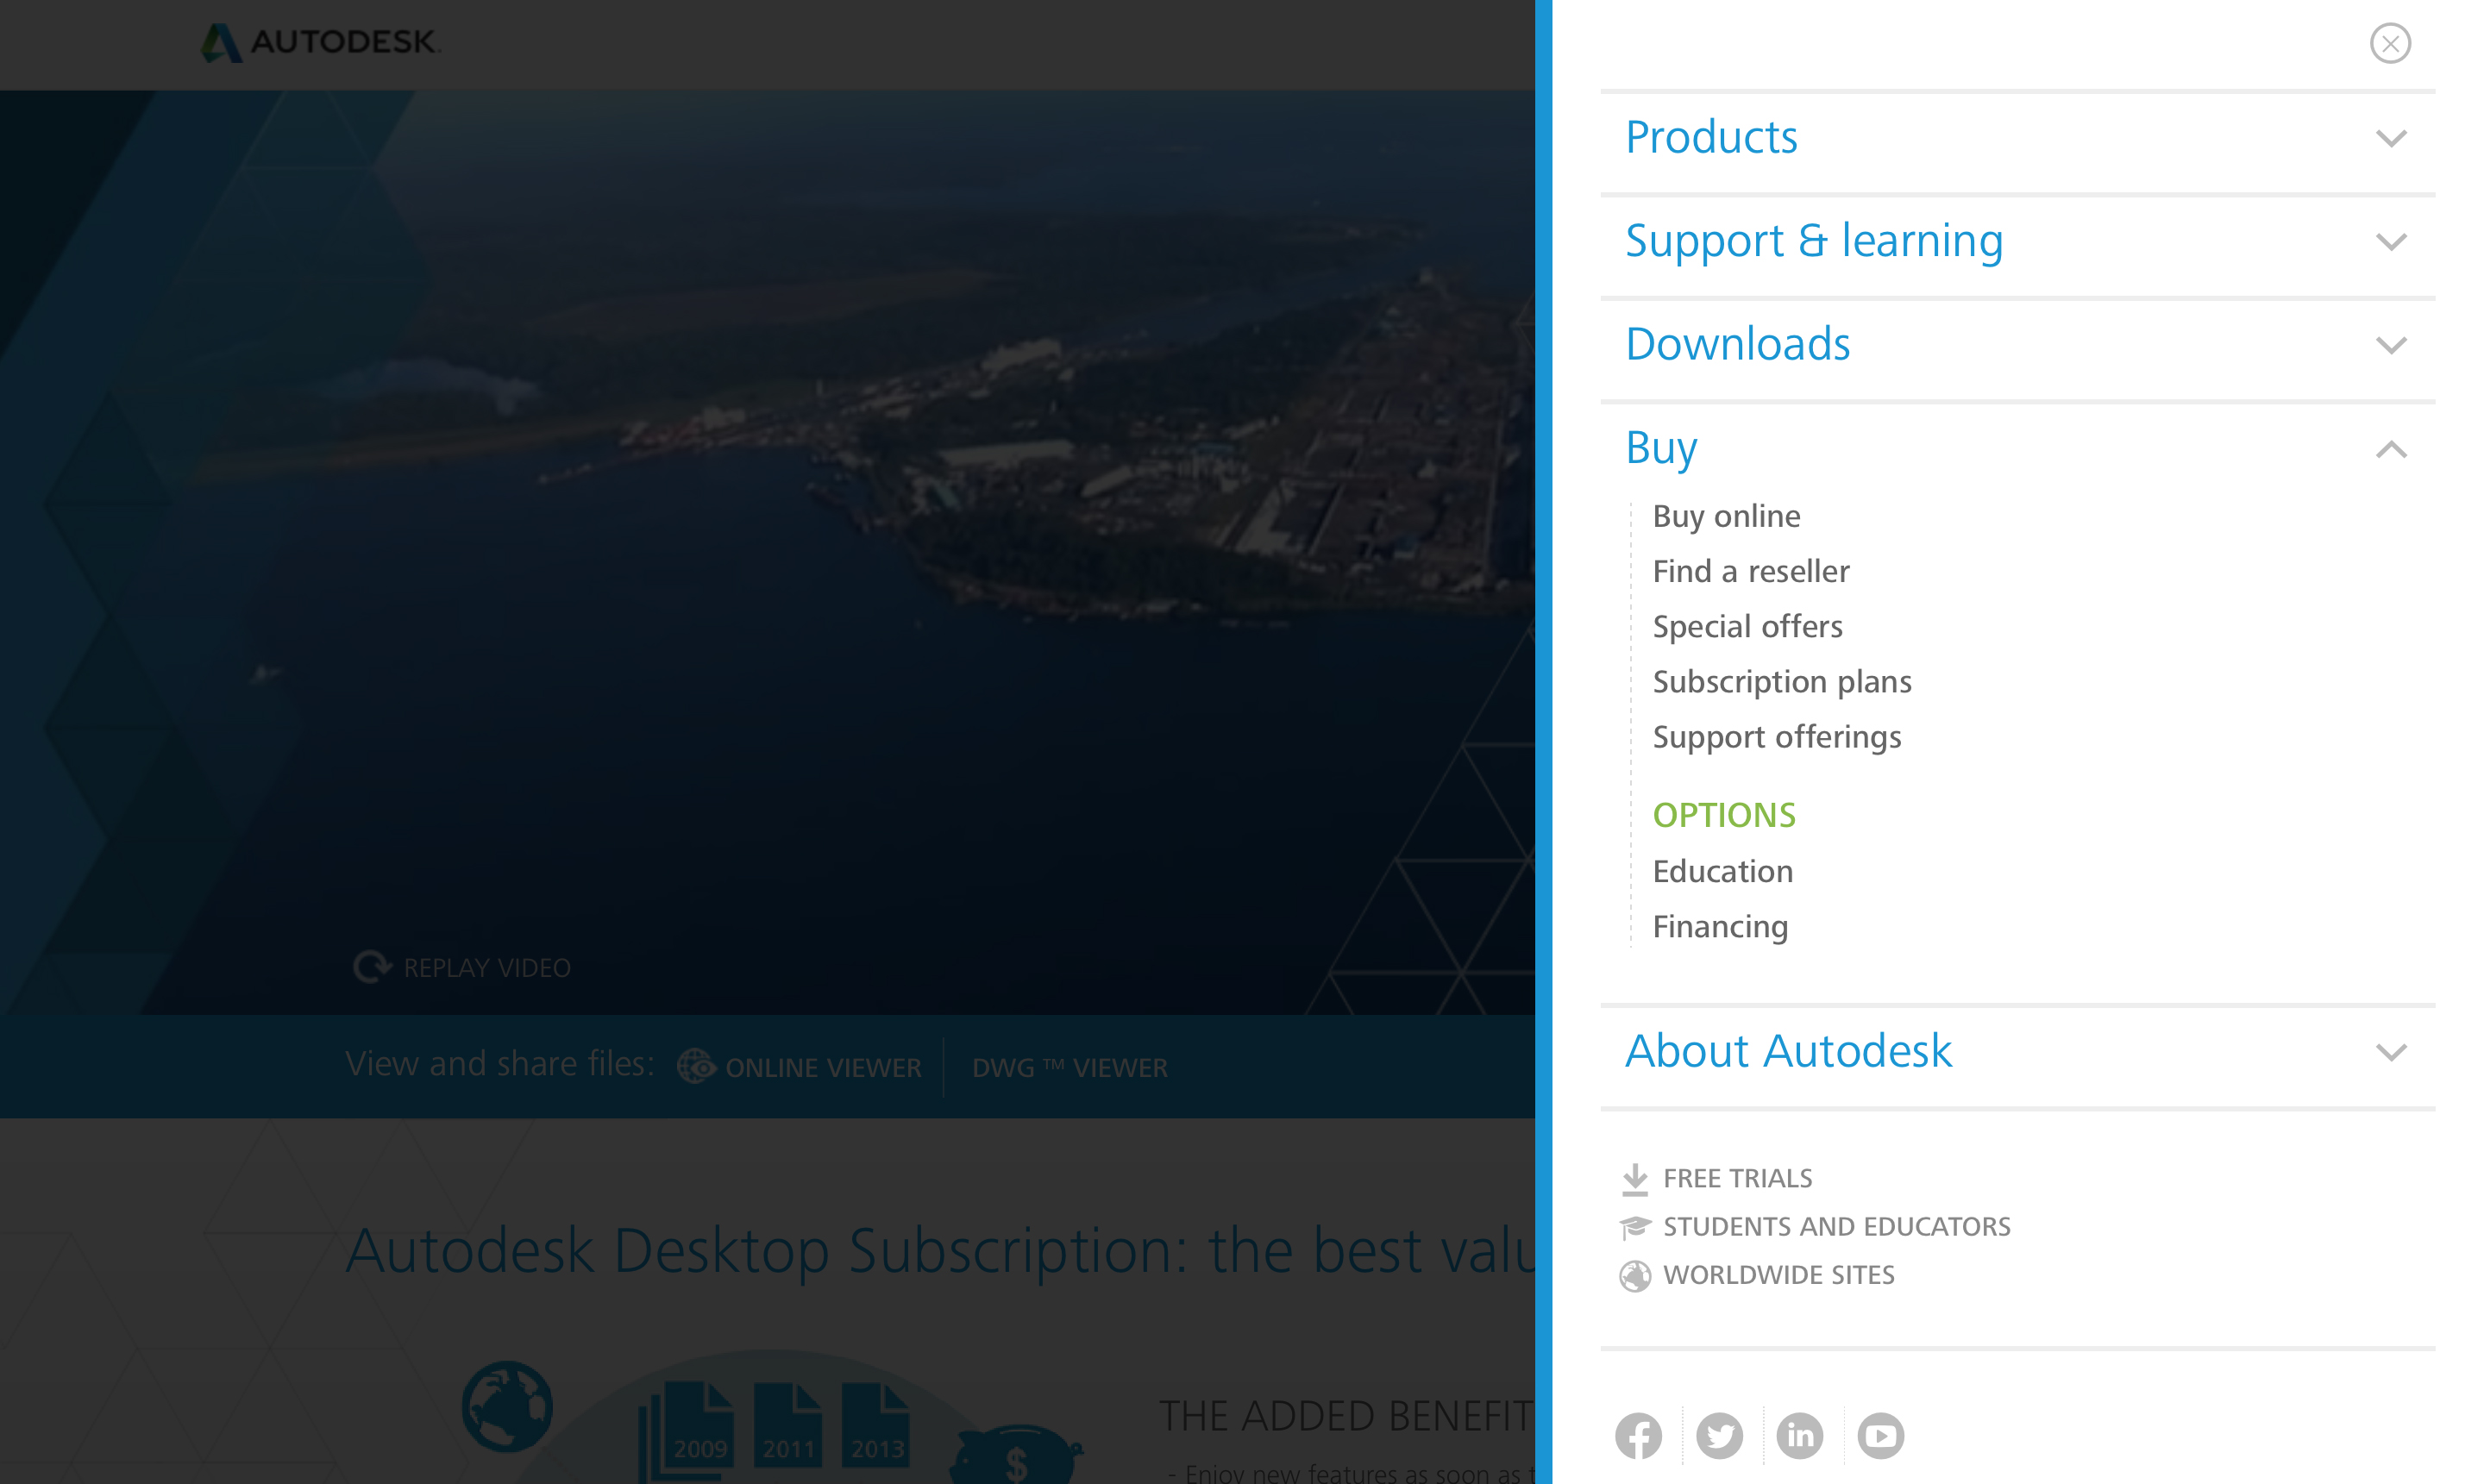 AUTODESK.
REPLAY VIDEO
View and share files:
ONLINE VIEWER
DWG ™ VIEWER
Autodesk Desktop Subscription: the best valu
2009
2011
2013
$
THE ADDED BENEFIT
- Enjoy new features as soon as t
Products
Support & learning
Downloads
Buy
Buy online
Find a reseller
Special offers
Subscription plans
Support offerings
OPTIONS
Education
Financing
About Autodesk
FREE TRIALS
STUDENTS AND EDUCATORS
WORLDWIDE SITES